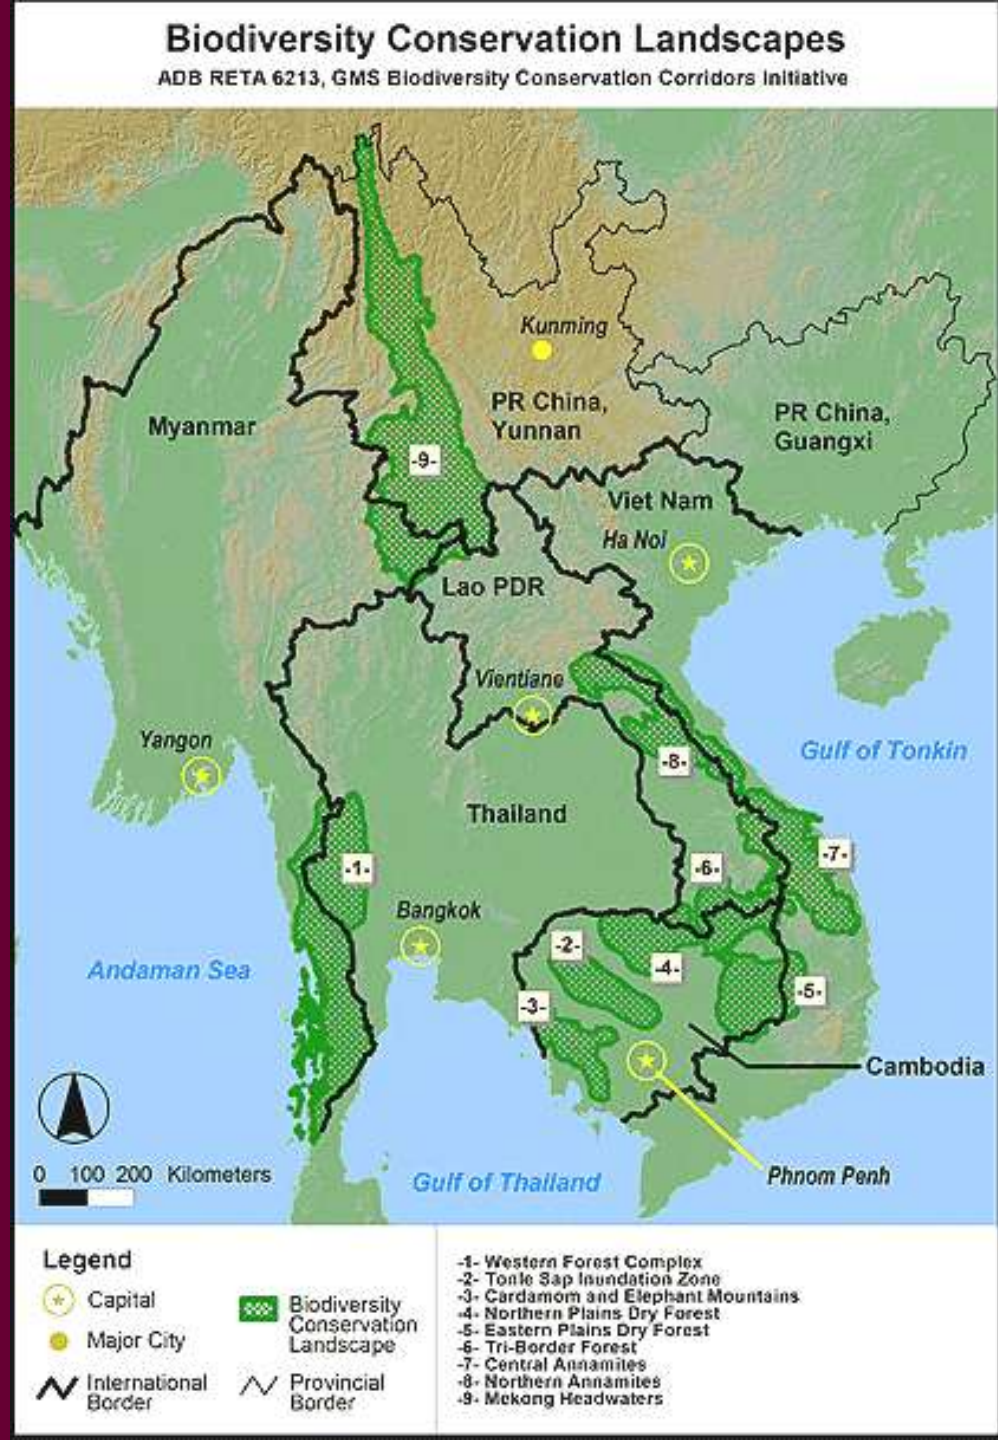 Biodiversity Conservation Landscapes
ADB RETA 6213, GMS Biodiversity Conservation Corridors Initiative
Kunming
PR China,
Yunnan
PR China,
Guangxi
Myanmar
-9-
Viet Nam
Ha Noi
Lao PDR
Vientiane
Yangon
Gulf of Tonkin
-8-
Thailand
-1-
-6-
-7-
Bangkok
-2-
-4-
Andaman Sea
-3-
-5-
Cambodia
0 100 200 Kilometers
Gulf of Thailand
Phnom Penh
Legend
Capital
Major City
International
Border
Biodiversity
Conservation
Landscape
Provincial
Border
-1- Western Forest Complex
-2- Tonle Sap Inundation Zone
-3- Cardamom and Elephant Mountains
-4- Northern Plains Dry Forest
-5- Eastern Plains Dry Forest
-6- Tri-Border Forest
-7- Central Annamites
-8- Northern Annamites
-9- Mekong Headwaters